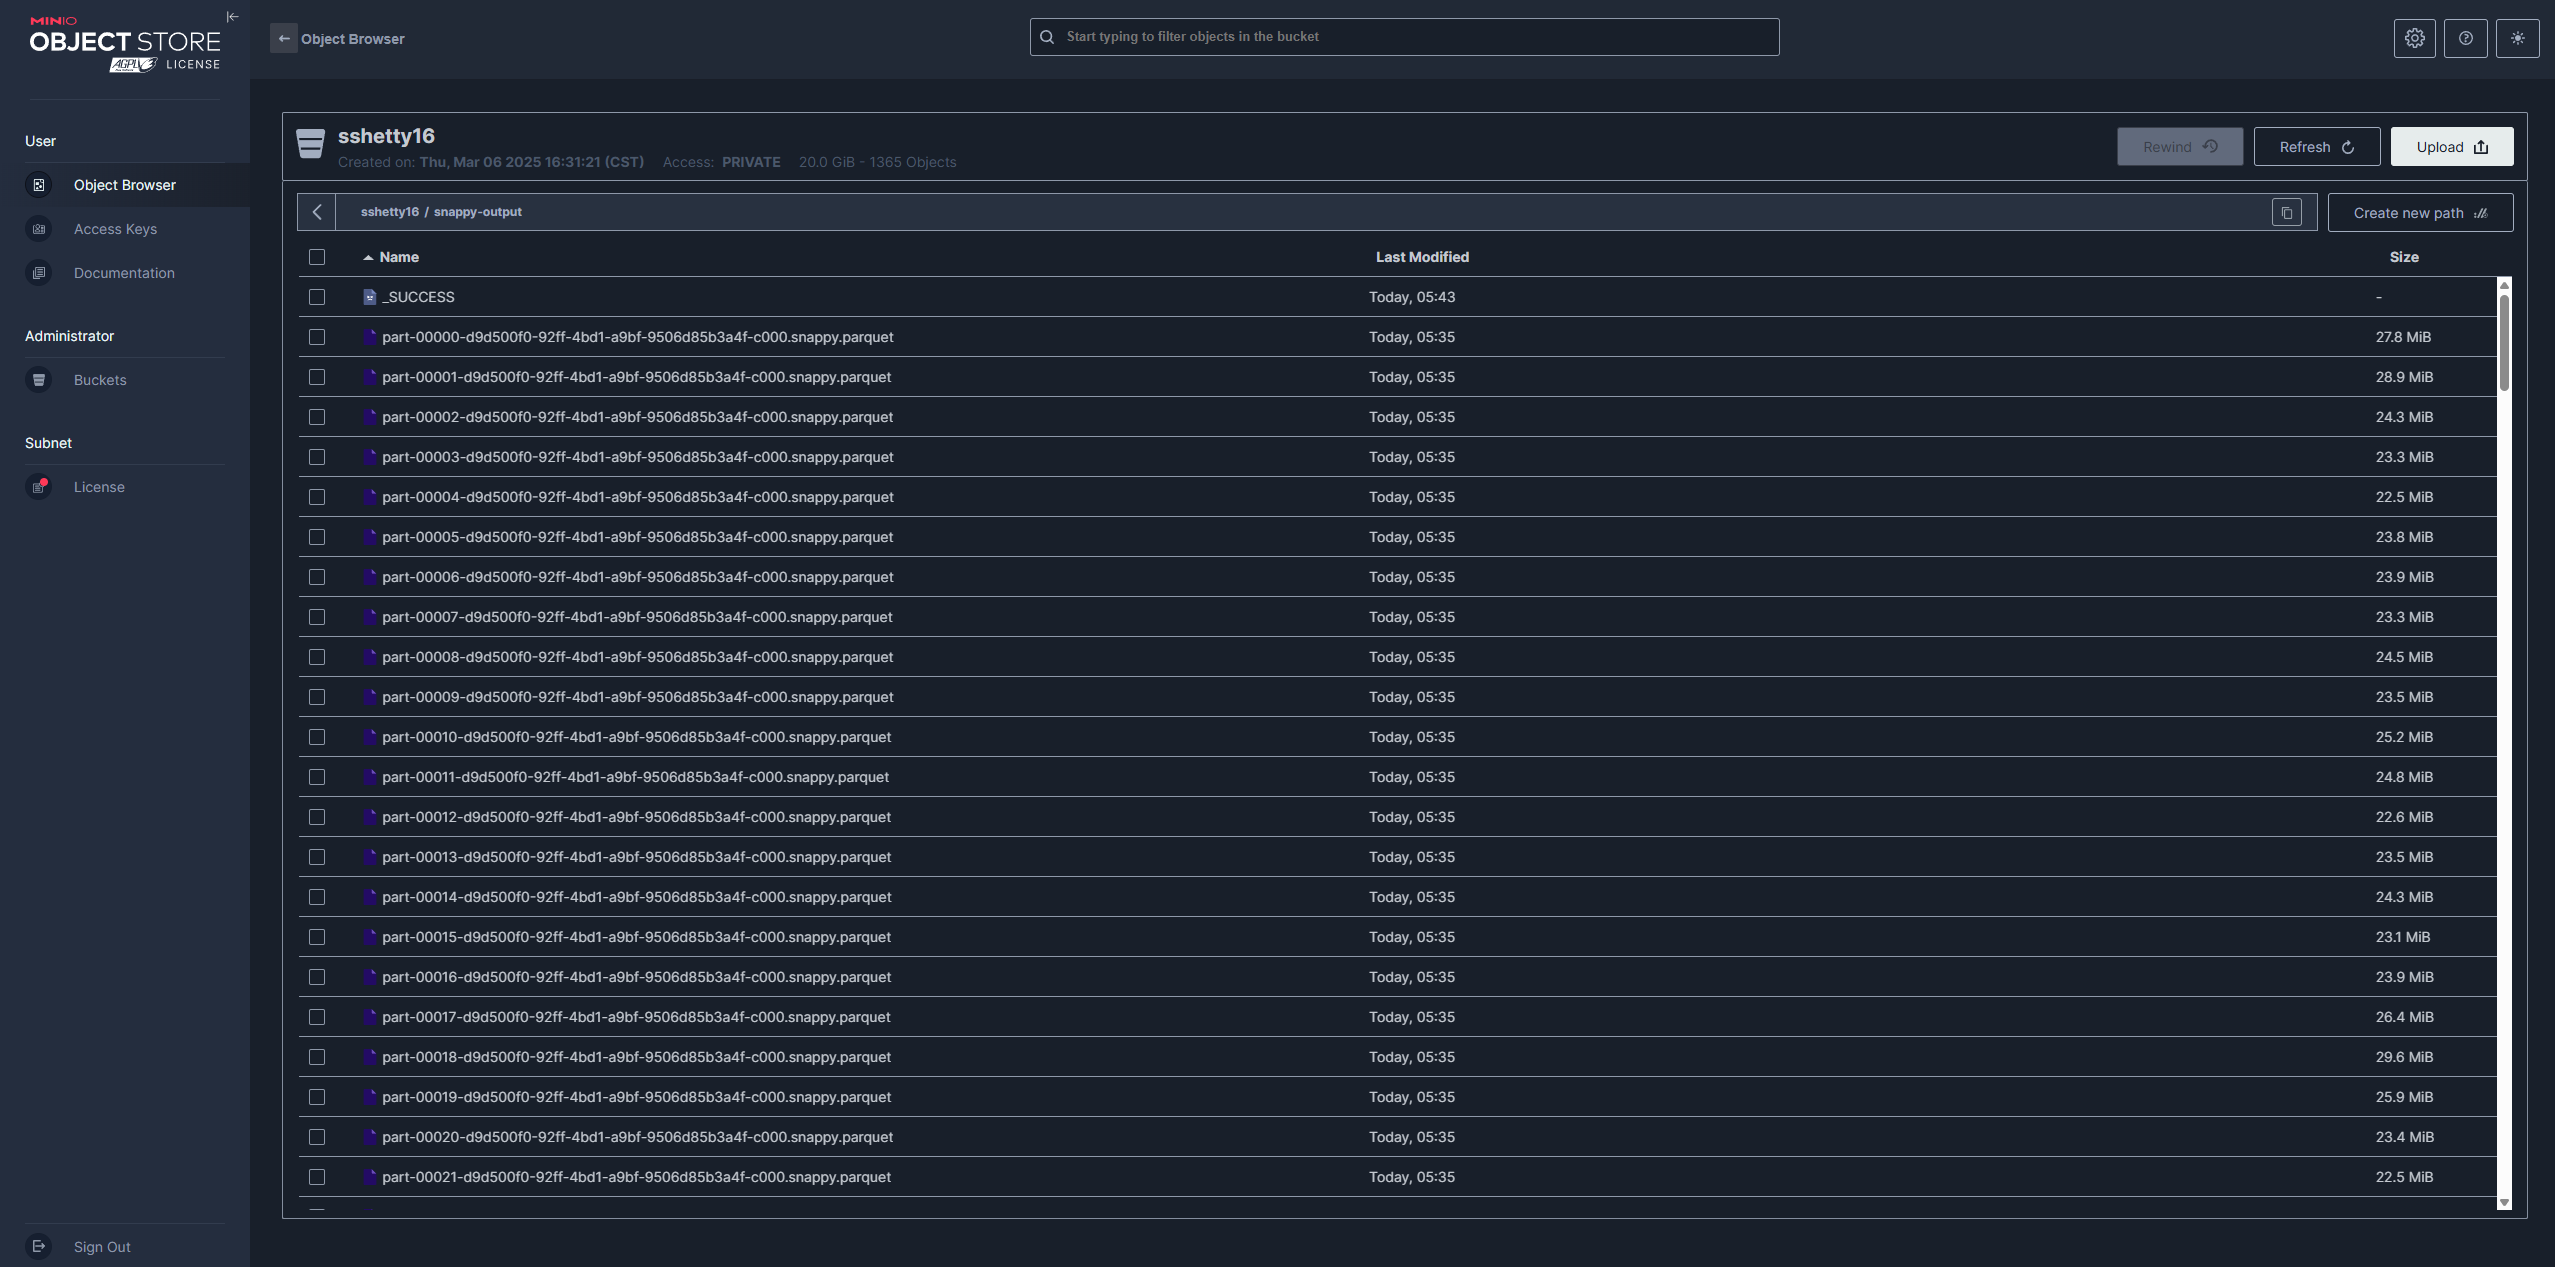 MINIO
OBJECT STORE
AGPLv3 LICENSE
User
Object Browser
Access Keys
Documentation
Administrator
Buckets
Subnet
License
Sign Out
Object Browser
Start typing to filter objects in the bucket
sshetty16
Created on: Thu, Mar 06 2025 16:31:21 (CST) Access: PRIVATE 20.0 GiB - 1365 Objects
Rewind Refresh Upload
sshetty16 / snappy-output
Create new path
Name Last Modified Size
_SUCCESS Today, 05:43 -
part-00000-d9d500f0-92ff-4bd1-a9bf-9506d85b3a4f-c000.snappy.parquet Today, 05:35 27.8 MiB
part-00001-d9d500f0-92ff-4bd1-a9bf-9506d85b3a4f-c000.snappy.parquet Today, 05:35 28.9 MiB
part-00002-d9d500f0-92ff-4bd1-a9bf-9506d85b3a4f-c000.snappy.parquet Today, 05:35 24.3 MiB
part-00003-d9d500f0-92ff-4bd1-a9bf-9506d85b3a4f-c000.snappy.parquet Today, 05:35 23.3 MiB
part-00004-d9d500f0-92ff-4bd1-a9bf-9506d85b3a4f-c000.snappy.parquet Today, 05:35 22.5 MiB
part-00005-d9d500f0-92ff-4bd1-a9bf-9506d85b3a4f-c000.snappy.parquet Today, 05:35 23.8 MiB
part-00006-d9d500f0-92ff-4bd1-a9bf-9506d85b3a4f-c000.snappy.parquet Today, 05:35 23.9 MiB
part-00007-d9d500f0-92ff-4bd1-a9bf-9506d85b3a4f-c000.snappy.parquet Today, 05:35 23.3 MiB
part-00008-d9d500f0-92ff-4bd1-a9bf-9506d85b3a4f-c000.snappy.parquet Today, 05:35 24.5 MiB
part-00009-d9d500f0-92ff-4bd1-a9bf-9506d85b3a4f-c000.snappy.parquet Today, 05:35 23.5 MiB
part-00010-d9d500f0-92ff-4bd1-a9bf-9506d85b3a4f-c000.snappy.parquet Today, 05:35 25.2 MiB
part-00011-d9d500f0-92ff-4bd1-a9bf-9506d85b3a4f-c000.snappy.parquet Today, 05:35 24.8 MiB
part-00012-d9d500f0-92ff-4bd1-a9bf-9506d85b3a4f-c000.snappy.parquet Today, 05:35 22.6 MiB
part-00013-d9d500f0-92ff-4bd1-a9bf-9506d85b3a4f-c000.snappy.parquet Today, 05:35 23.5 MiB
part-00014-d9d500f0-92ff-4bd1-a9bf-9506d85b3a4f-c000.snappy.parquet Today, 05:35 24.3 MiB
part-00015-d9d500f0-92ff-4bd1-a9bf-9506d85b3a4f-c000.snappy.parquet Today, 05:35 23.1 MiB
part-00016-d9d500f0-92ff-4bd1-a9bf-9506d85b3a4f-c000.snappy.parquet Today, 05:35 23.9 MiB
part-00017-d9d500f0-92ff-4bd1-a9bf-9506d85b3a4f-c000.snappy.parquet Today, 05:35 26.4 MiB
part-00018-d9d500f0-92ff-4bd1-a9bf-9506d85b3a4f-c000.snappy.parquet Today, 05:35 29.6 MiB
part-00019-d9d500f0-92ff-4bd1-a9bf-9506d85b3a4f-c000.snappy.parquet Today, 05:35 25.9 MiB
part-00020-d9d500f0-92ff-4bd1-a9bf-9506d85b3a4f-c000.snappy.parquet Today, 05:35 23.4 MiB
part-00021-d9d500f0-92ff-4bd1-a9bf-9506d85b3a4f-c000.snappy.parquet Today, 05:35 22.5 MiB